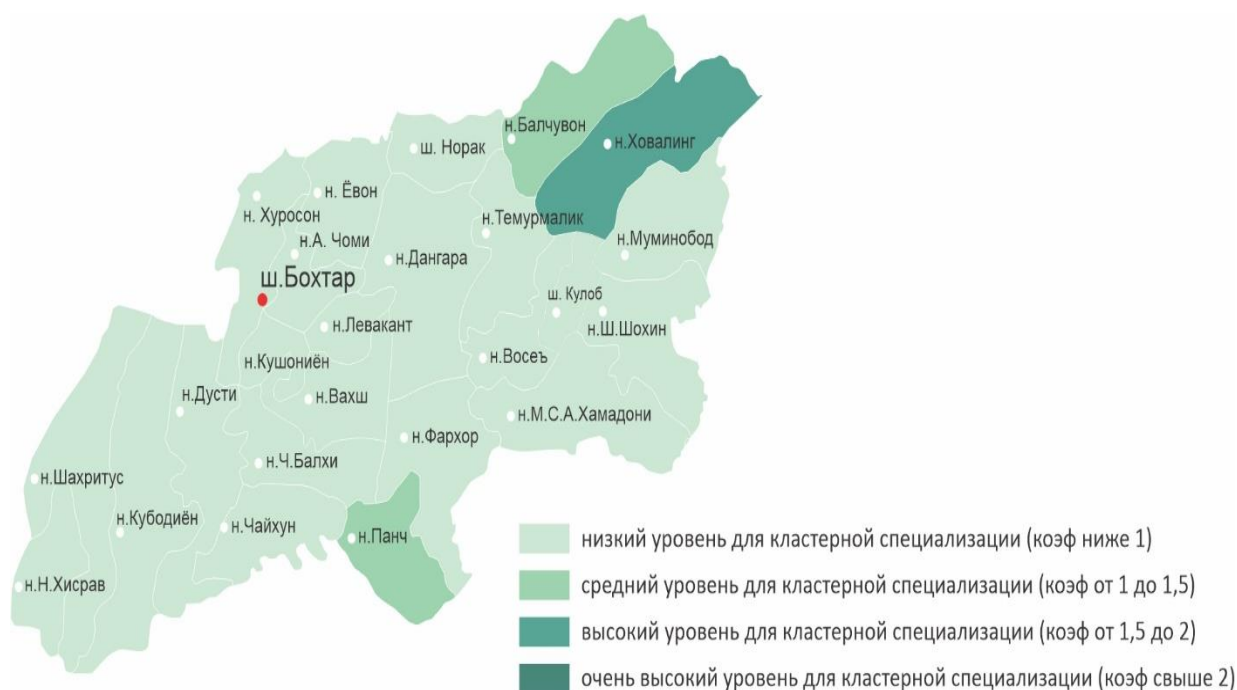 н.Балчувон
ш. Норак
н.Ховалинг
н. Ёвон
н. Хуросон
н.Темурмалик
н.А. Чоми
н.Муминобод
н.Дангара
ш.Бохтар
ш. Кулоб
н.Левакант
н.Ш.Шохин
н.Кушониён
н.Восеъ
н.Дусти
н.Вахш
н.М.С.А.Хамадони
н.Фархор
н.Ч.Балхи
н.Шахритус
н.Кубодиён
н.Чайхун
н.Панч
н.Н.Хисрав
низкий уровень для кластерной специализации (коэф ниже 1)
средний уровень для кластерной специализации (коэф от 1 до 1,5)
высокий уровень для кластерной специализации (коэф от 1,5 до 2)
очень высокий уровень для кластерной специализации (коэф свыше 2)